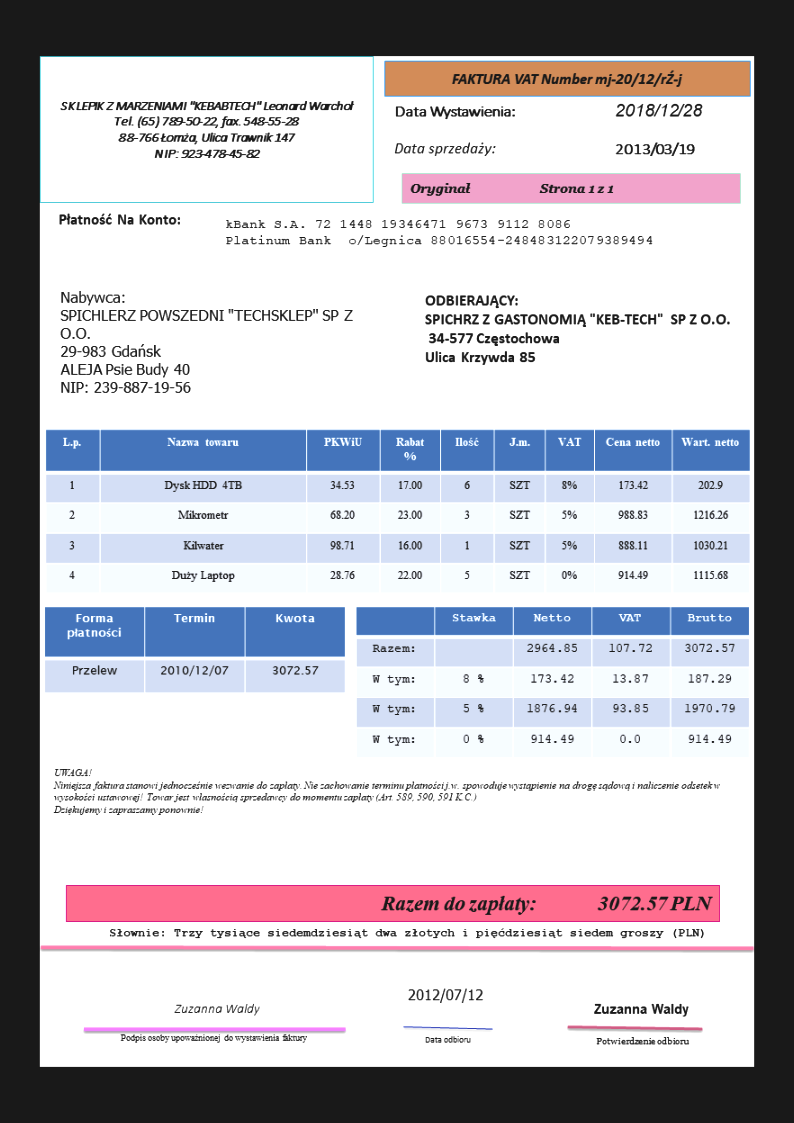 SKLEPIK Z MARZENIAMI "KEBABTECH" Leonard Warchoł
Tel. (65) 789-50-22, fax. 548-55-28
88-766 Łomża, Ulica Trawnik 147
NIP: 923-478-45-82
FAKTURA VAT Number mj-20/12/rŹ-j
Data Wystawienia: 2018/12/28
Data sprzedaży: 2013/03/19
Oryginał Strona 1 z 1
Płatność Na Konto:
kBank S.A. 72 1448 19346471 9673 9112 8086
Platinum Bank o/Legnica 88016554-248483122079389494
Nabywca:
SPICHLERZ POWSZEDNI "TECHSKLEP" SP Z
O.O.
29-983 Gdańsk
ALEJA Psie Budy 40
NIP: 239-887-19-56
ODBIERAJĄCY:
SPICHRZ Z GASTONOMIĄ "KEB-TECH" SP Z O.O.
34-577 Częstochowa
Ulica Krzywda 85
L.p. Nazwa towaru PKWiU Rabat % Ilość J.m. VAT Cena netto Wart. netto
1 Dysk HDD 4TB 34.53 17.00 6 SZT 8% 173.42 202.9
2 Mikrometr 68.20 23.00 3 SZT 5% 988.83 1216.26
3 Kilwater 98.71 16.00 1 SZT 5% 888.11 1030.21
4 Duży Laptop 28.76 22.00 5 SZT 0% 914.49 1115.68
Forma płatności Termin Kwota
Przelew 2010/12/07 3072.57
Stawka Netto VAT Brutto
Razem: 2964.85 107.72 3072.57
W tym: 8 % 173.42 13.87 187.29
W tym: 5 % 1876.94 93.85 1970.79
W tym: 0 % 914.49 0.0 914.49
UWAGA!
Niniejsza faktura stanowi jednocześnie wezwanie do zapłaty. Nie zachowanie terminu płatności j.w. spowoduje wystąpienie na drogę sądową i naliczenie odsetek w
wysokości ustawowej! Towar jest własnością sprzedawcy do momentu zapłaty (Art. 589, 590, 591 K.C.)
Dziękujemy i zapraszamy ponownie!
Razem do zapłaty: 3072.57 PLN
Słownie: Trzy tysiące siedemdziesiąt dwa złotych i pięćdziesiąt siedem groszy (PLN)
Zuzanna Waldy
Podpis osoby upoważnionej do wystawienia faktury
2012/07/12
Data odbioru
Zuzanna Waldy
Potwierdzenie odbioru